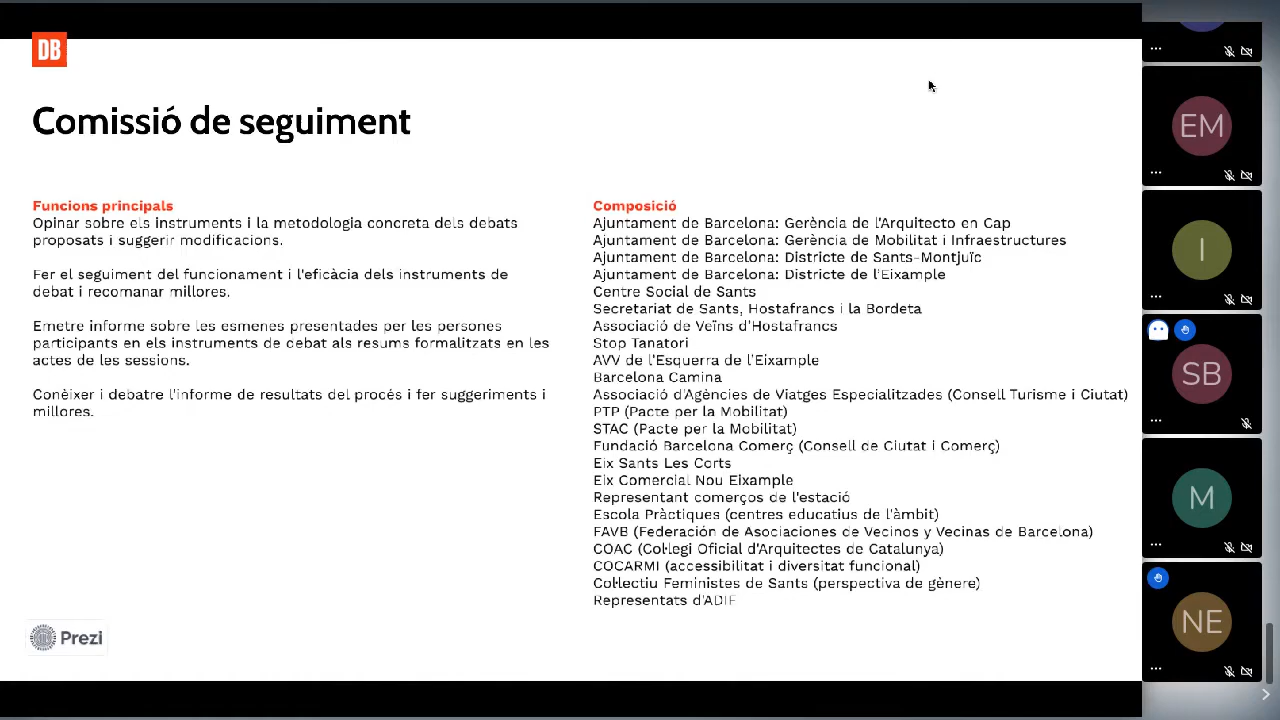 DB
Comissió de seguiment
Funcions principals
Opinar sobre els instruments i la metodologia concreta dels debats
proposats i suggerir modificacions.
Fer el seguiment del funcionament i l'eficàcia dels instruments de
debat i recomanar millores.
Emetre informe sobre les esmenes presentades per les persones
participants en els instruments de debat als resums formalitzats en les
actes de les sessions.
Conèixer i debatre l'informe de resultats del procés i fer suggeriments i
millores.
Composició
Ajuntament de Barcelona: Gerència de l'Arquitecto en Cap
Ajuntament de Barcelona: Gerència de Mobilitat i Infraestructures
Ajuntament de Barcelona: Districte de Sants-Montjuïc
Ajuntament de Barcelona: Districte de l'Eixample
Centre Social de Sants
Secretariat de Sants, Hostafrancs i la Bordeta
Associació de Veïns d'Hostafrancs
Stop Tanatori
AVV de l'Esquerra de l'Eixample
Barcelona Camina
Associació d'Agències de Viatges Especialitzades (Consell Turisme i Ciutat)
PTP (Pacte per la Mobilitat)
STAC (Pacte per la Mobilitat)
Fundació Barcelona Comerç (Consell de Ciutat i Comerç)
Eix Sants Les Corts
Eix Comercial Nou Eixample
Representant comerços de l'estació
Escola Pràctiques (centres educatius de l'àmbit)
FAVB (Federación de Asociaciones de Vecinos y Vecinas de Barcelona)
COAC (Col·legi Oficial d'Arquitectes de Catalunya)
COCARMI (accessibilitat i diversitat funcional)
Col·lectiu Feministes de Sants (perspectiva de gènere)
Representats d'ADIF
Prezi
EM
I
SB
M
NE